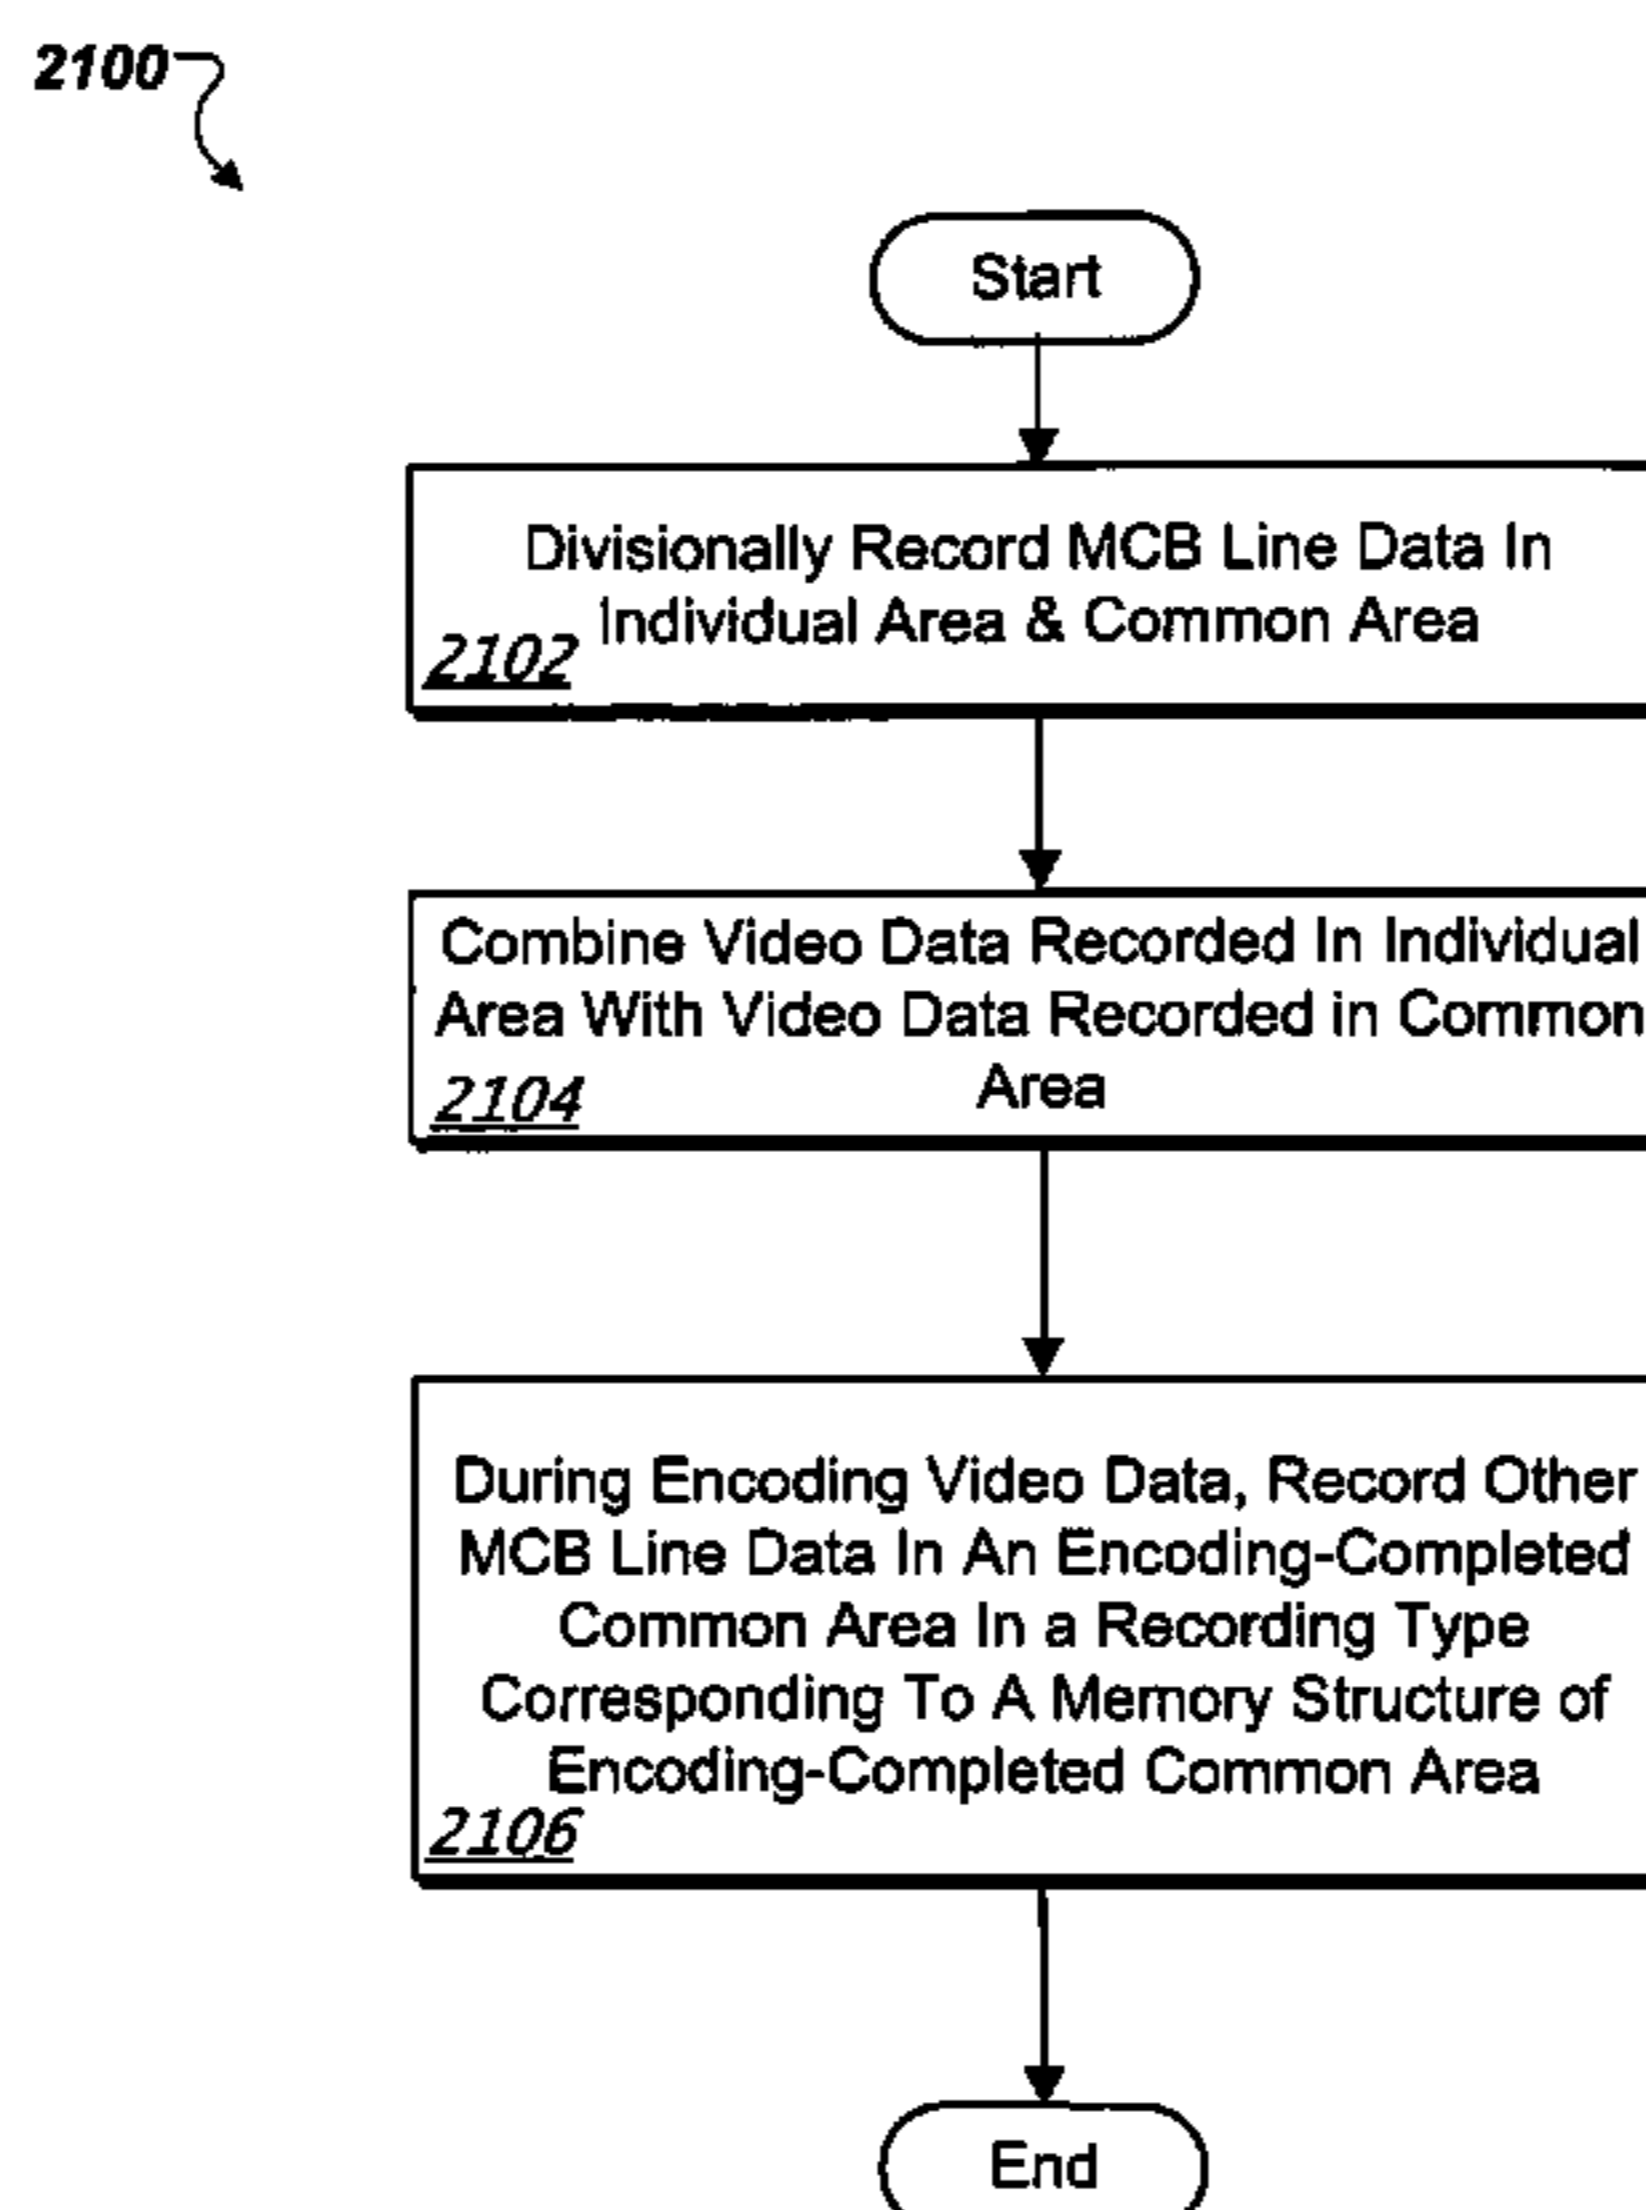 2100
Start
Divisionally Record MCB Line Data In
Individual Area & Common Area
2102
Combine Video Data Recorded In Individual
Area With Video Data Recorded in Common
Area
2104
During Encoding Video Data, Record Other
MCB Line Data In An Encoding-Completed
Common Area In a Recording Type
Corresponding To A Memory Structure of
Encoding-Completed Common Area
2106
End